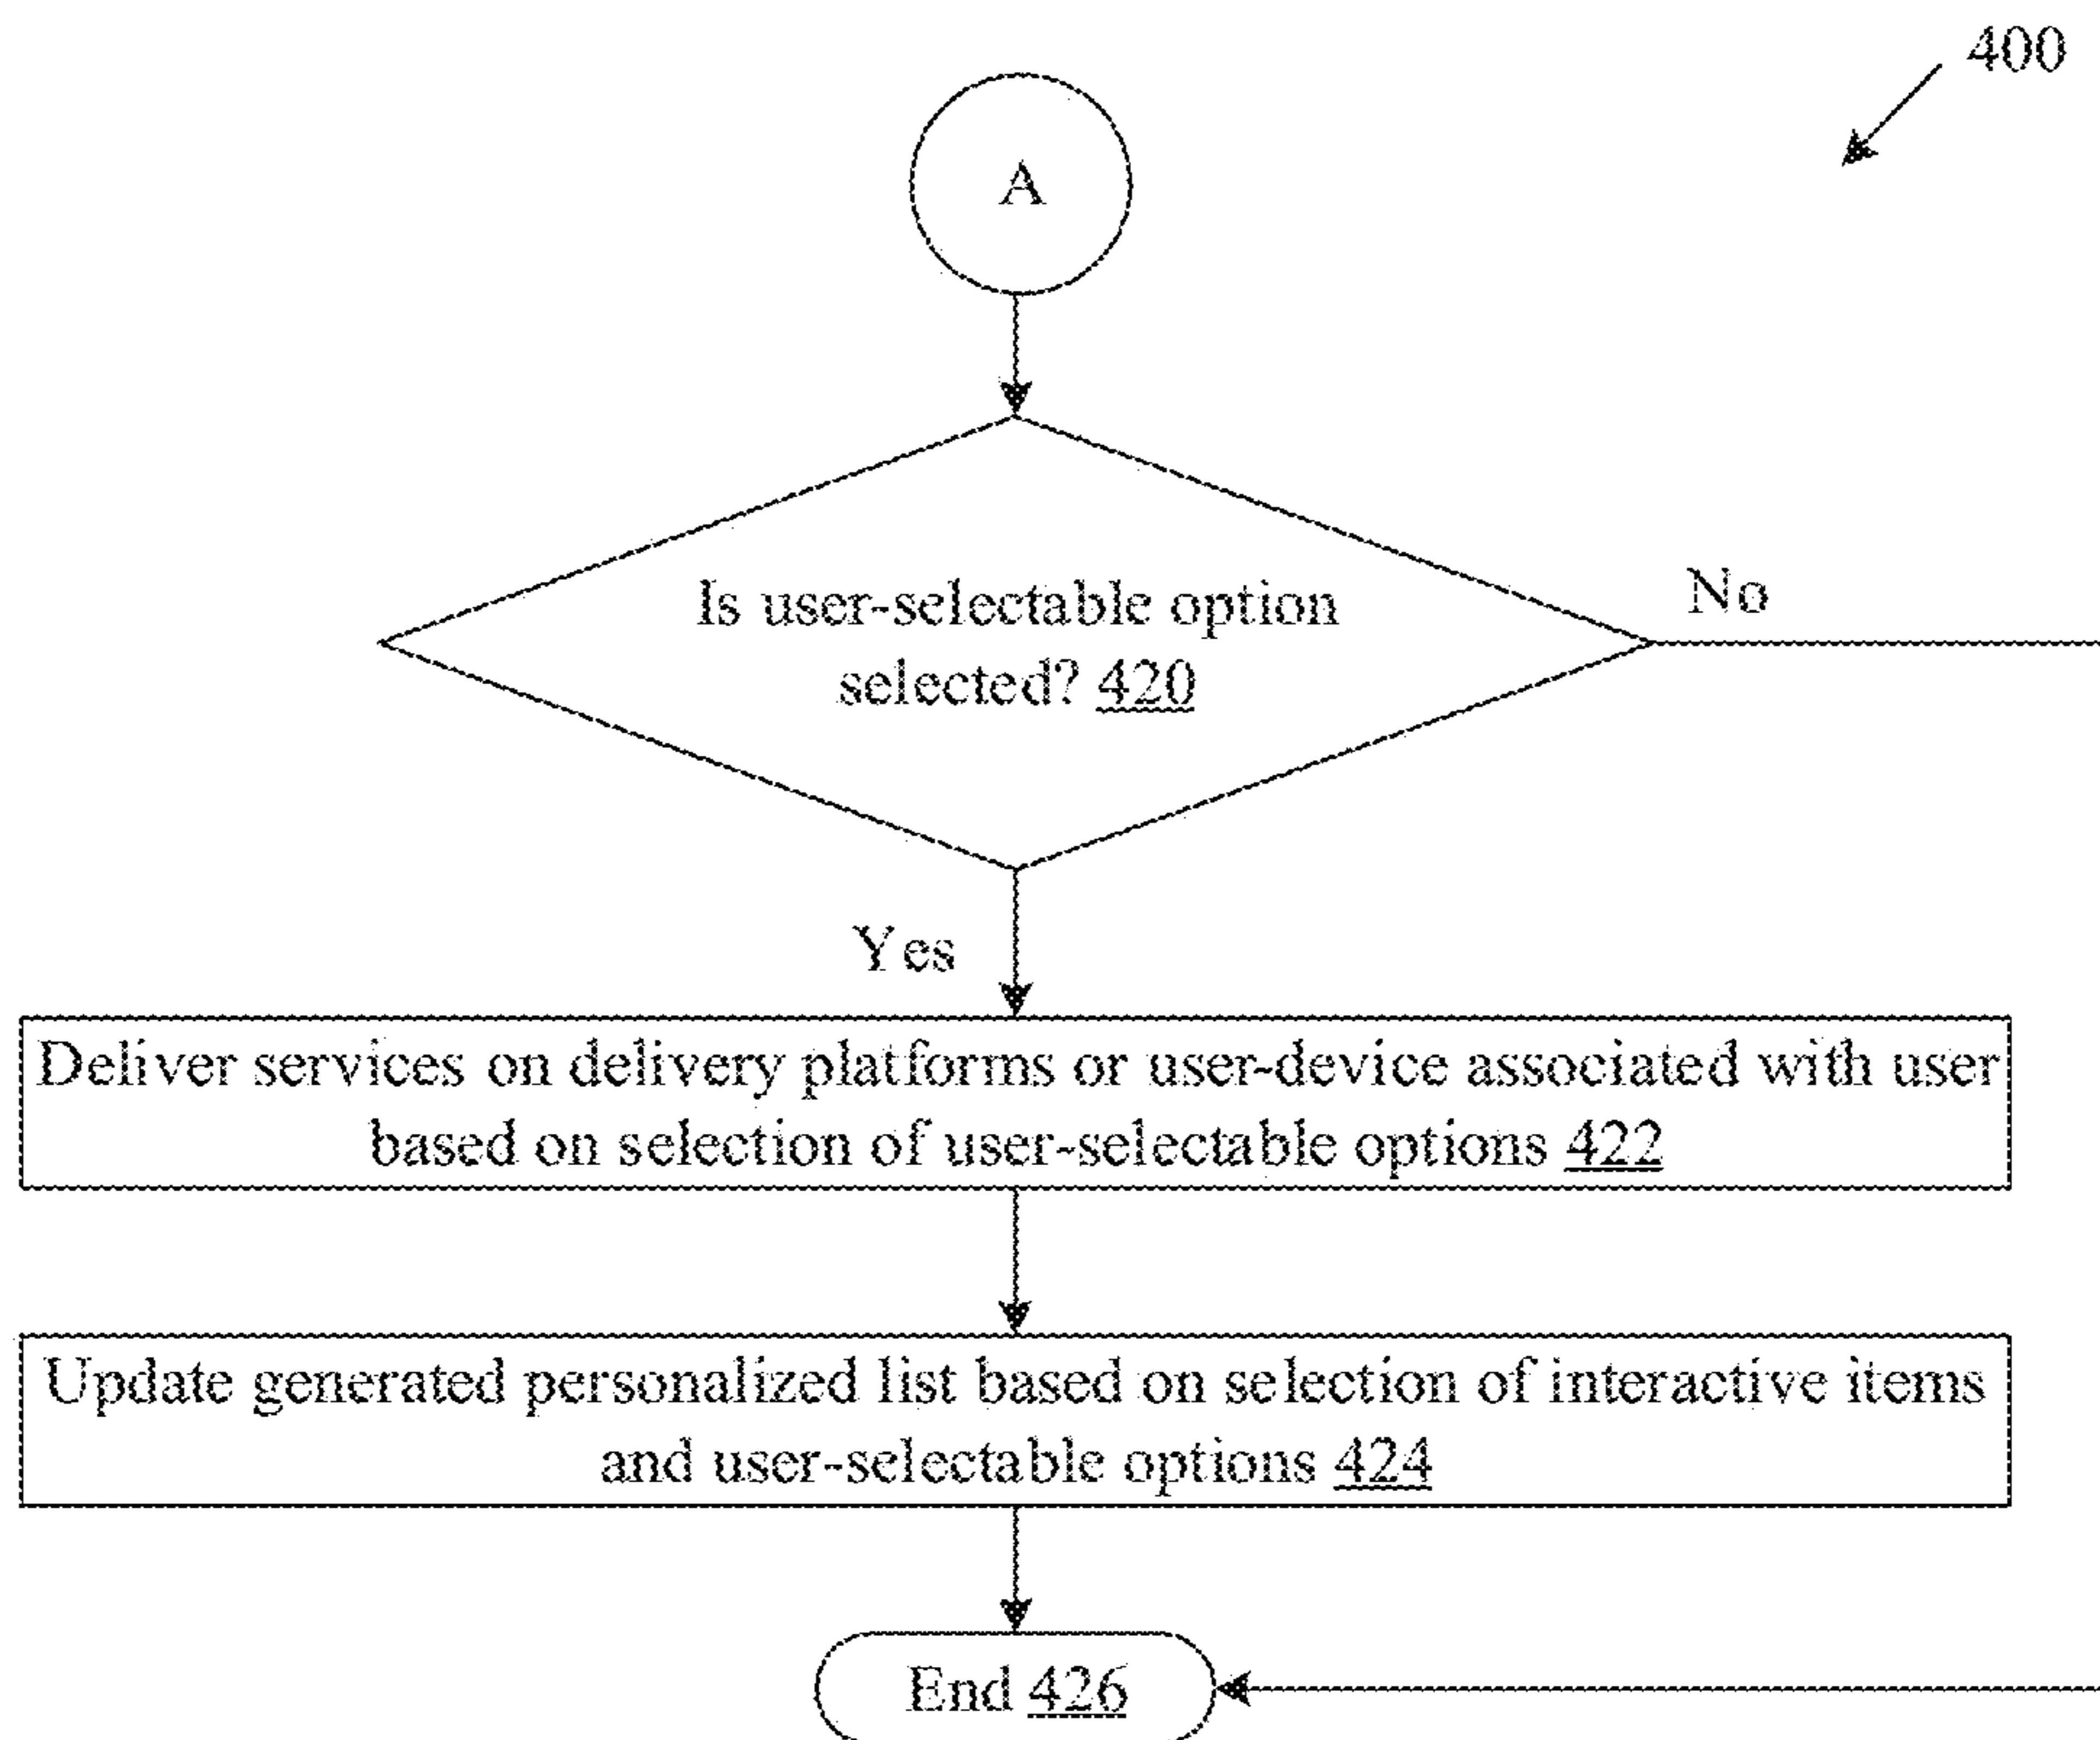 400
A
Is user-selectable option
selected? 420
No
Yes
Deliver services on delivery platforms or user-device associated with user
based on selection of user-selectable options 422
Update generated personalized list based on selection of interactive items
and user-selectable options 424
End 426